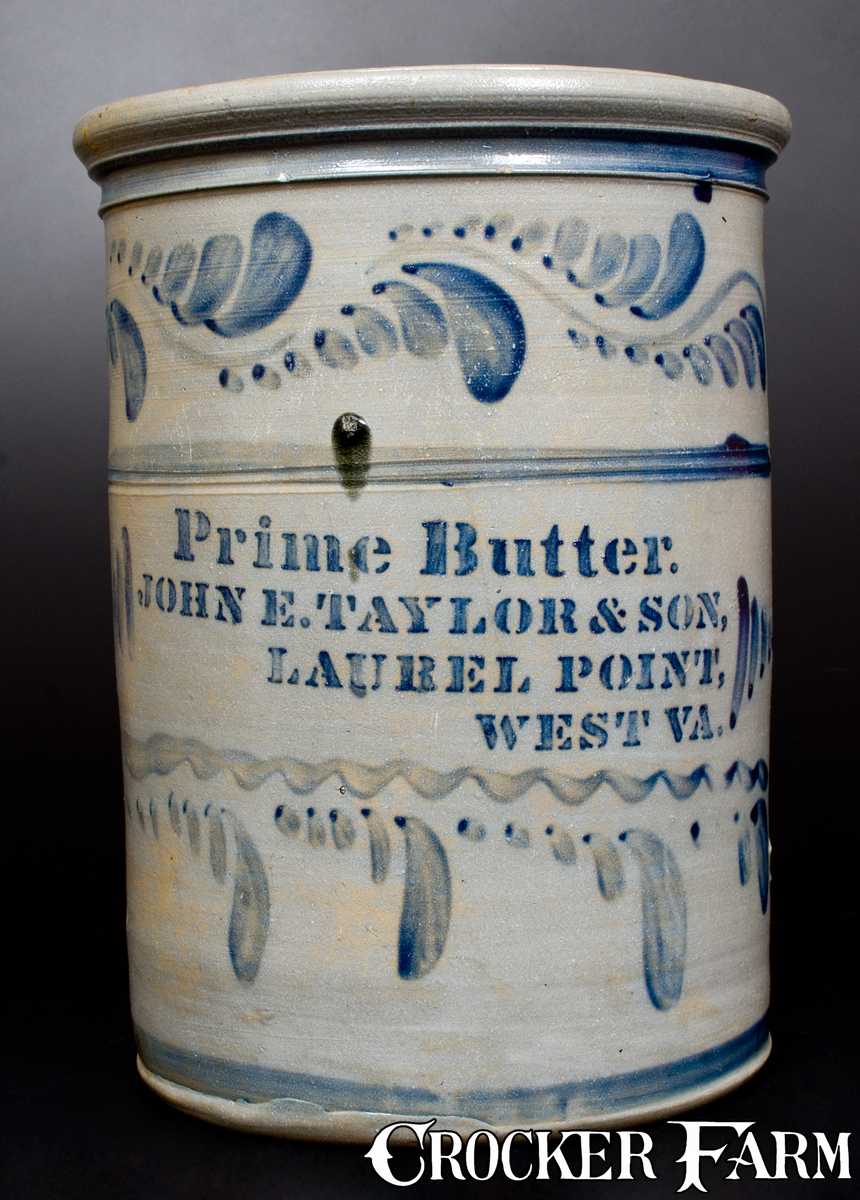 Prime Butter.
JOHN E. TAYLOR & SON,
LAUREL POINT,
WEST VA.
CROCKER FARM